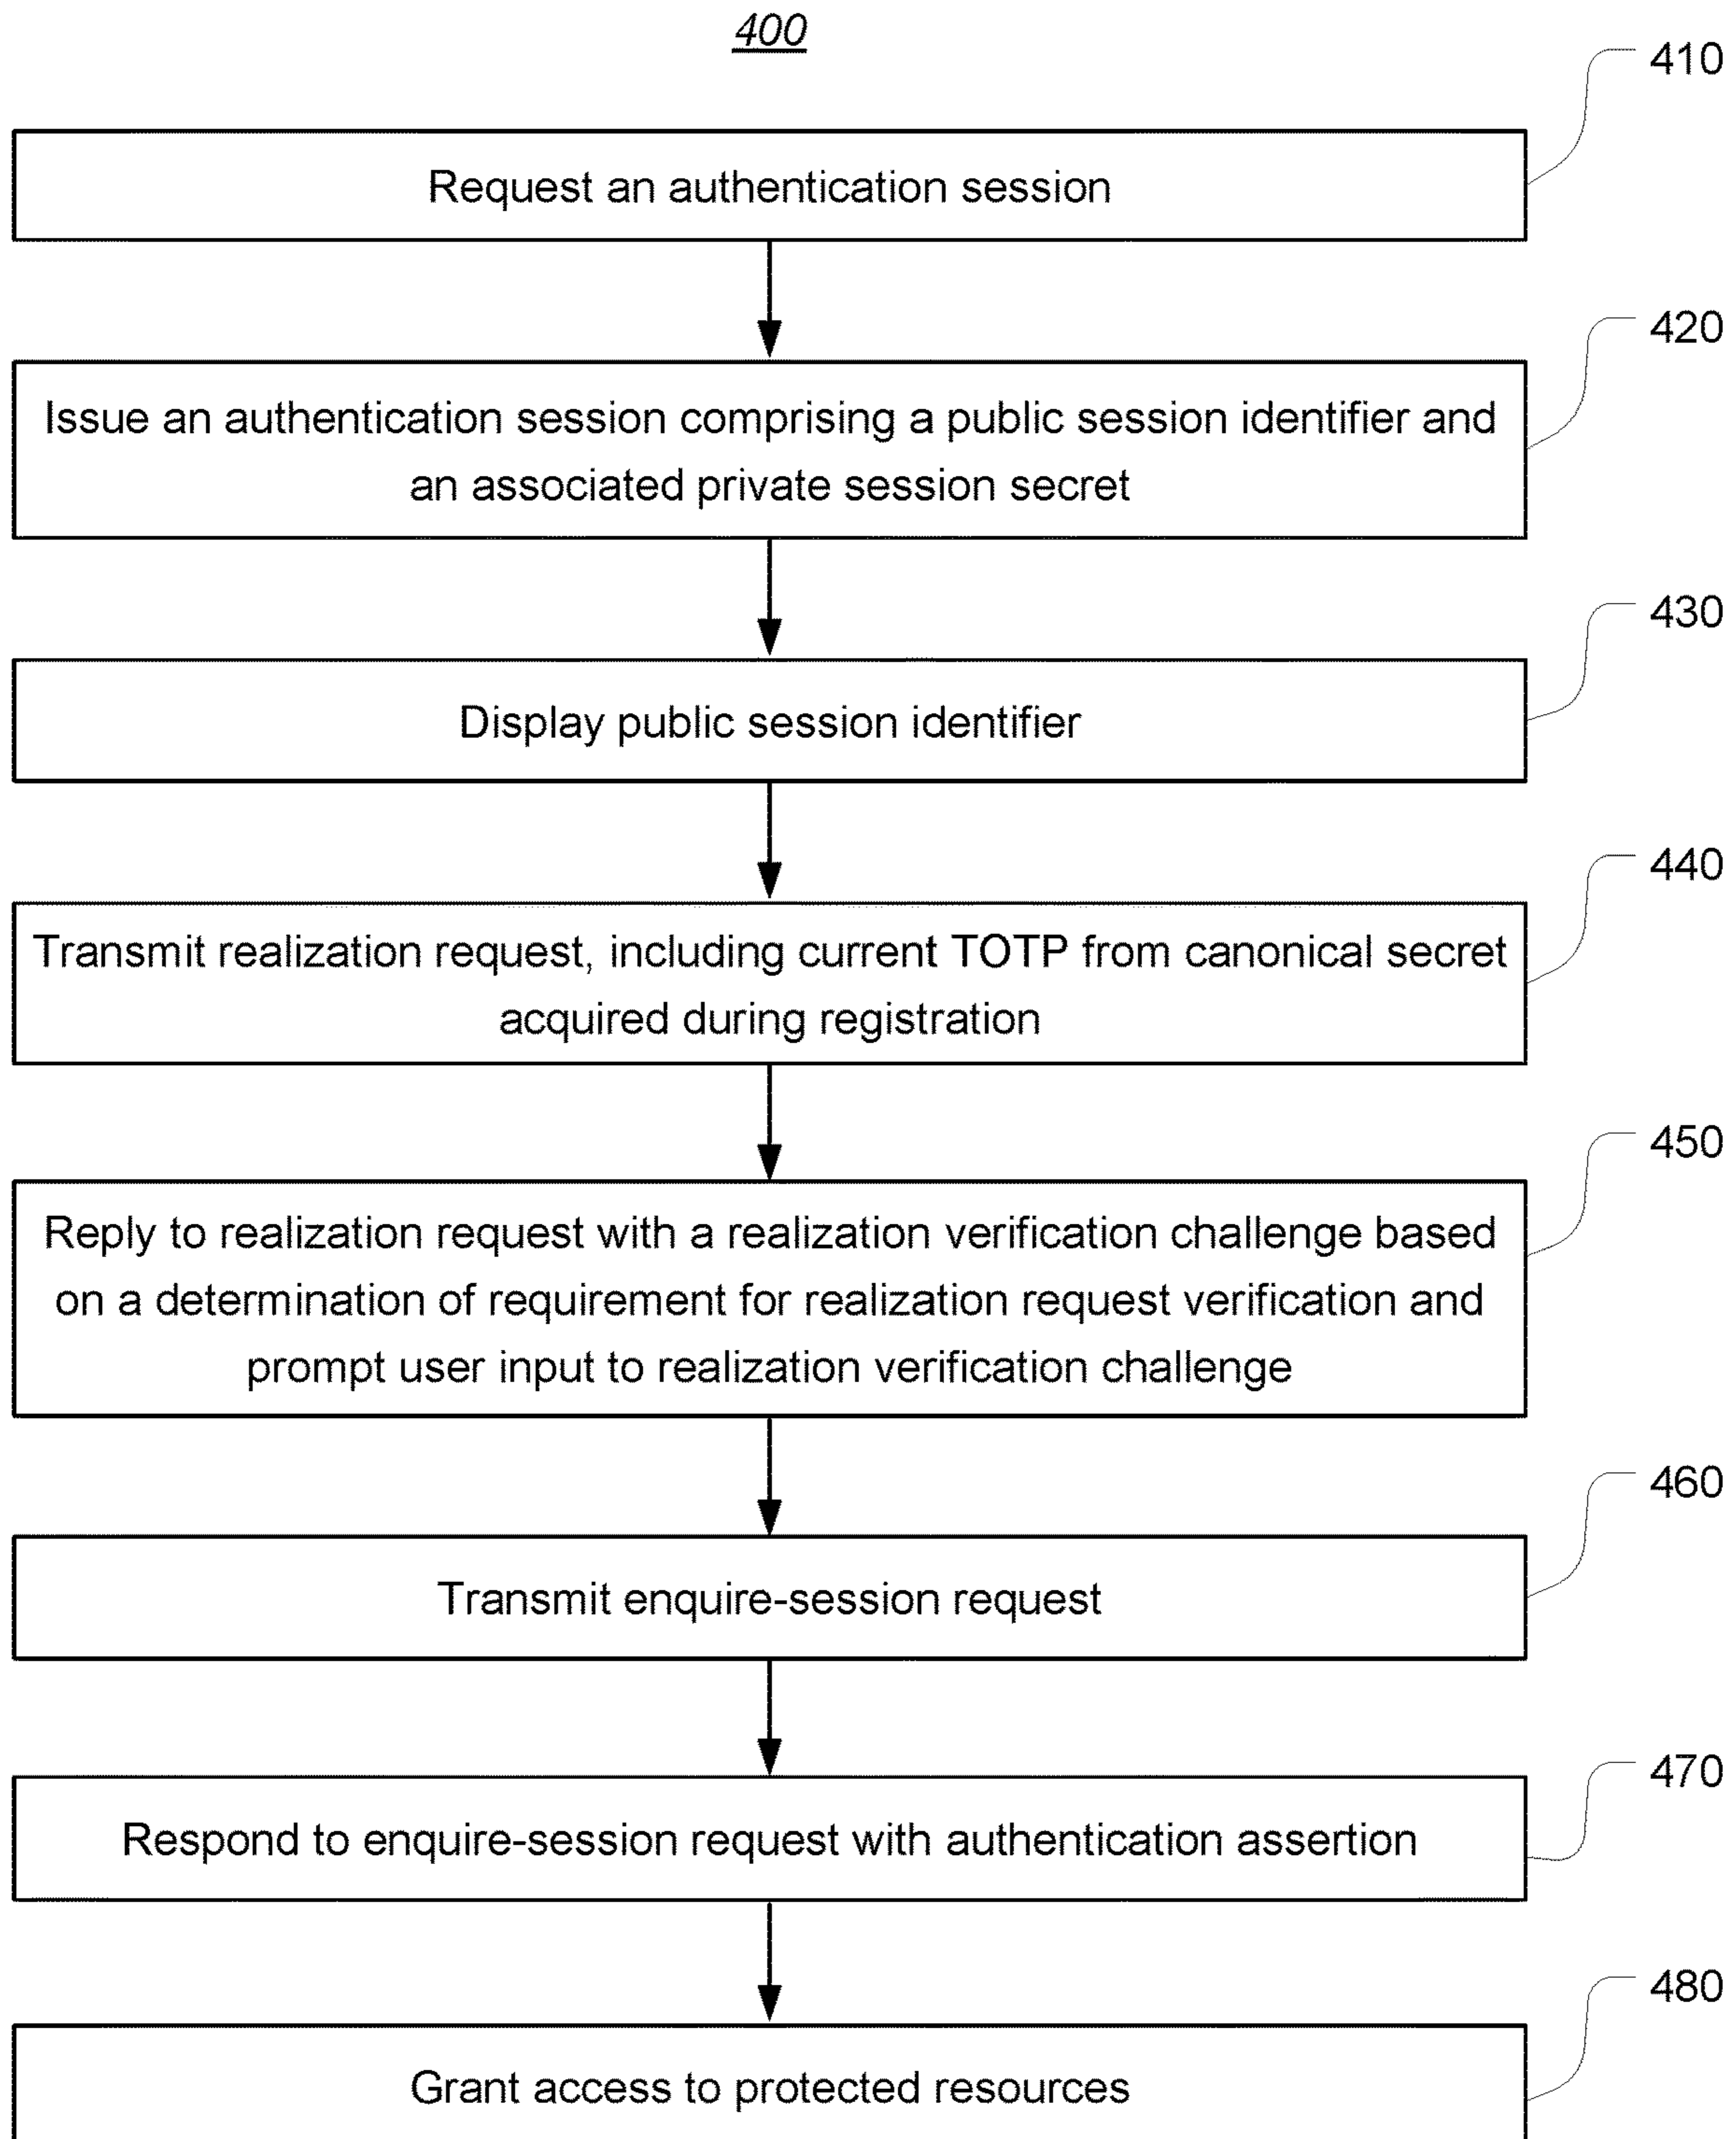 400
410
Request an authentication session
420
Issue an authentication session comprising a public session identifier and
an associated private session secret
430
Display public session identifier
440
Transmit realization request, including current TOTP from canonical secret
acquired during registration
450
Reply to realization request with a realization verification challenge based
on a determination of requirement for realization request verification and
prompt user input to realization verification challenge
460
Transmit enquire-session request
470
Respond to enquire-session request with authentication assertion
480
Grant access to protected resources